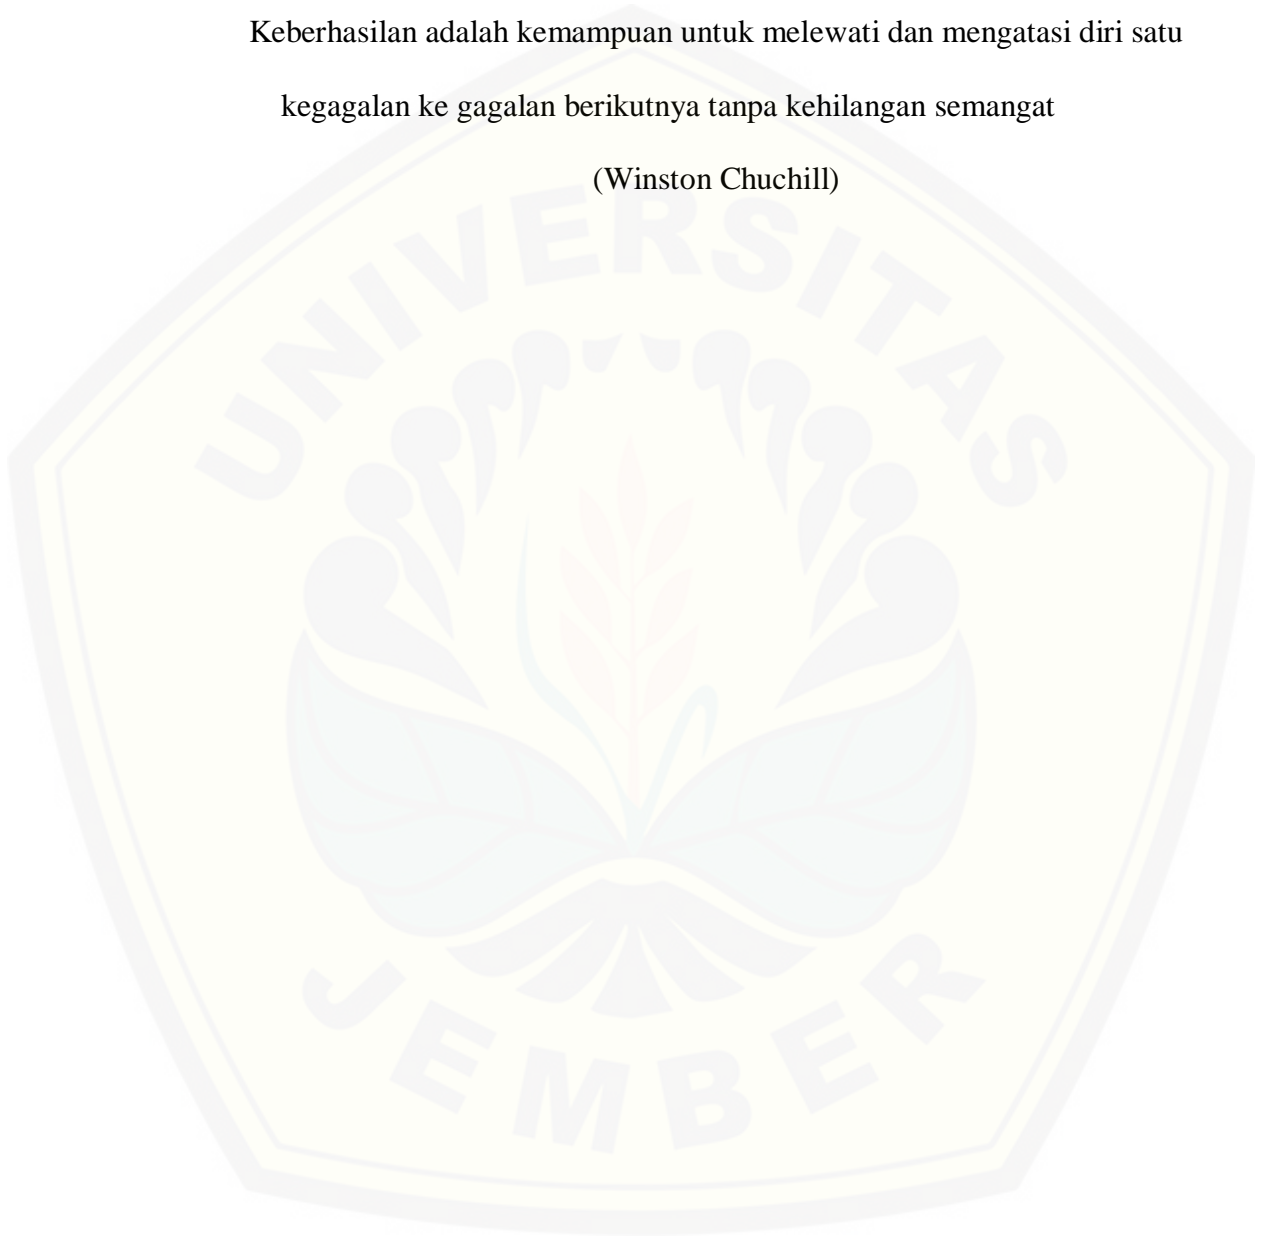 Keberhasilan adalah kemampuan untuk melewati dan mengatasi diri satu
kegagalan ke gagalan berikutnya tanpa kehilangan semangat
(Winston Chuchill)
UNIVERSITAS
JEMBER